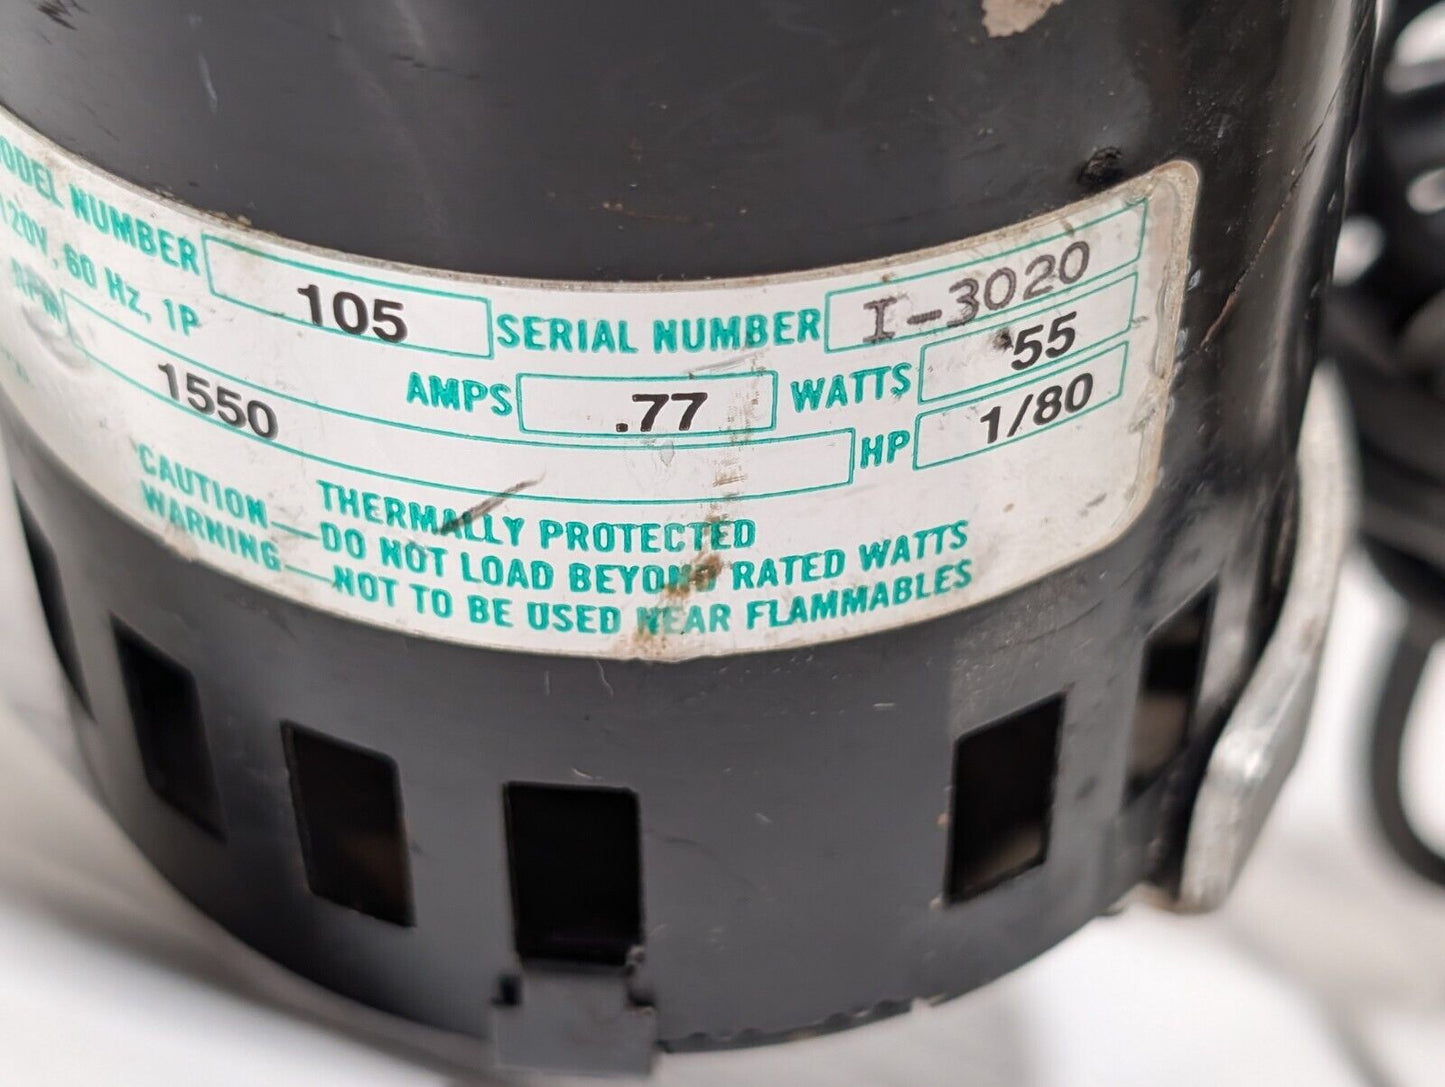 MODEL NUMBER 105 SERIAL NUMBER I-3020
120V, 60 Hz, 1P AMPS .77 WATTS 55
RPM 1550 HP 1/80
THERMALLY PROTECTED
CAUTION—DO NOT LOAD BEYOND RATED WATTS
WARNING—NOT TO BE USED NEAR FLAMMABLES